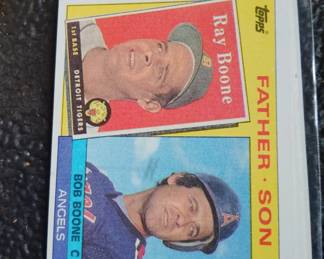 Topps
FATHER · SON
Ray Boone
1st BASE
DETROIT TIGERS
BOB BOONE C
ANGELS